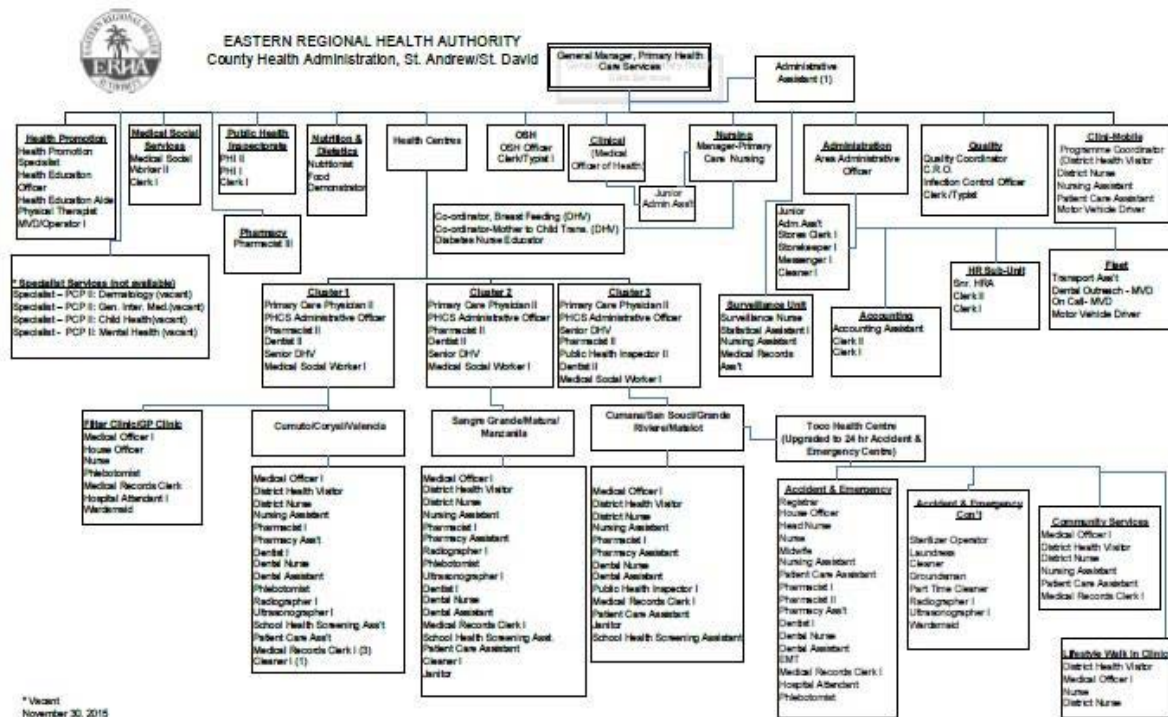 EASTERN REGIONAL HEALTH AUTHORITY
County Health Administration, St. Andrew/St. David
ERHA
General Manager, Primary Health
Care Services
Administrative
Assistant (1)
Health Promotion
Health Promotion
Specialist
Health Education
Officer
Health Education Aide
Physical Therapist
MVD/Operator I
Medical Social
Services
Medical Social
Worker II
Clerk I
Public Health
Inspectorate
PHI II
PHI I
Clerk I
Nutrition &
Dietetics
Nutritionist
Food
Demonstrator
Health Centres
OSH
OSH Officer
Clerk/Typist I
Clinical
(Medical
Officer of Health)
Nursing
Manager-Primary
Care Nursing
Junior
Admin Ass't
Administration
Area Administrative
Officer
Quality
Quality Coordinator
C.R.O.
Infection Control Officer
Clerk /Typist
Clini-Mobile
Programme Coordinator
(District Health Visitor
District Nurse
Nursing Assistant
Patient Care Assistant
Motor Vehicle Driver
Pharmacy
Pharmacist III
Co-ordinator, Breast Feeding (DHV)
Co-ordinator-Mother to Child Trans. (DHV)
Diabetes Nurse Educator
Junior
Adm.Ass't
Stores Clerk I
Storekeeper I
Messenger I
Cleaner I
* Specialist Services (not available)
Specialist – PCP II: Dermatology (vacant)
Specialist – PCP II: Gen. Inter. Med.(vacant)
Specialist – PCP II: Child Health(vacant)
Specialist - PCP II: Mental Health (vacant)
Cluster 1
Primary Care Physician II
PHCS Administrative Officer
Pharmacist II
Dentist II
Senior DHV
Medical Social Worker I
Cluster 2
Primary Care Physician II
PHCS Administrative Officer
Pharmacist II
Dentist II
Senior DHV
Medical Social Worker I
Cluster 3
Primary Care Physician II
PHCS Administrative Officer
Senior DHV
Pharmacist II
Public Health Inspector II
Dentist II
Medical Social Worker I
Surveillance Unit
Surveillance Nurse
Statistical Assistant I
Nursing Assistant
Medical Records
Ass't
Accounting
Accounting Assistant
Clerk II
Clerk I
HR Sub-Unit
Snr. HRA
Clerk II
Clerk I
Fleet
Transport Ass't
Dental Outreach - MVD
On Call- MVD
Motor Vehicle Driver
Filter Clinic/GP Clinic
Medical Officer I
House Officer
Nurse
Phlebotomist
Medical Records Clerk
Hospital Attendant I
Wardsmaid
Cumuto/Coryal/Valencia
Sangre Grande/Matura/
Manzanilla
Cumana/San Souci/Grande
Riviere/Matelot
Toco Health Centre
(Upgraded to 24 hr Accident &
Emergency Centre)
Medical Officer I
District Health Visitor
District Nurse
Nursing Assistant
Pharmacist I
Pharmacy Ass't
Dentist I
Dental Nurse
Dental Assistant
Phlebotomist
Radiographer I
Ultrasonographer I
School Health Screening Ass't
Patient Care Ass't
Medical Records Clerk I (3)
Cleaner I (1)
Medical Officer I
District Health Visitor
District Nurse
Nursing Assistant
Pharmacist I
Pharmacy Assistant
Radiographer I
Phlebotomist
Ultrasonographer I
Dentist I
Dental Nurse
Dental Assistant
Medical Records Clerk I
School Health Screening Asst.
Patient Care Assistant
Cleaner I
Janitor
Medical Officer I
District Health Visitor
District Nurse
Nursing Assistant
Pharmacist I
Pharmacy Assistant
Dental Nurse
Dental Assistant
Public Health Inspector I
Medical Records Clerk I
Patient Care Assistant
Janitor
School Health Screening Assistant
Accident & Emergency
Registrar
House Officer
Head Nurse
Nurse
Midwife
Nursing Assistant
Patient Care Assistant
Pharmacist I
Pharmacist II
Pharmacy Ass't
Dentist I
Dental Nurse
Dental Assistant
EMT
Medical Records Clerk I
Hospital Attendant
Phlebotomist
Accident & Emergency
Con't
Sterilizer Operator
Laundress
Cleaner
Groundsman
Part Time Cleaner
Radiographer I
Ultrasonographer I
Wardsmaid
Community Services
Medical Officer I
District Health Visitor
District Nurse
Nursing Assistant
Patient Care Assistant
Medical Records Clerk I
Lifestyle Walk In Clinic
District Health Visitor
Medical Officer I
Nurse
District Nurse
* Vacant
November 30, 2015